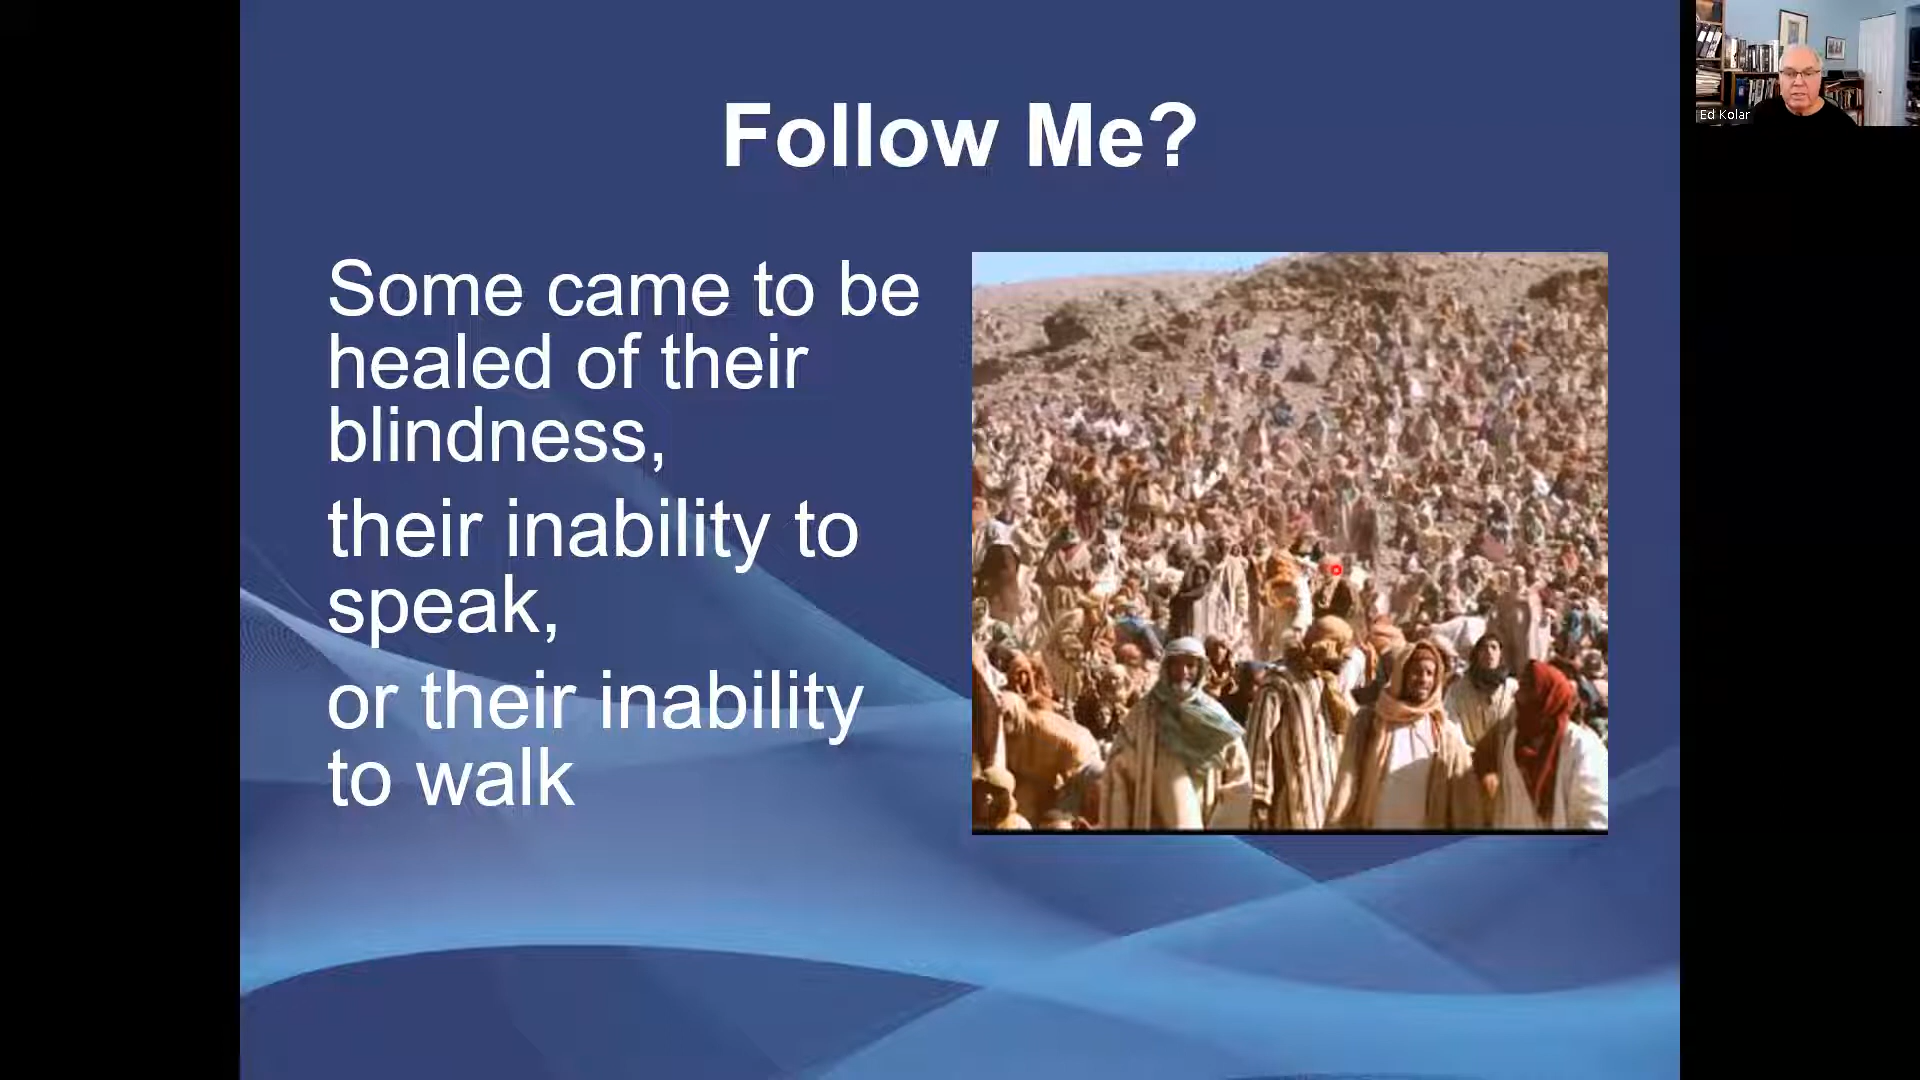 Follow Me?
Some came to be
healed of their
blindness,
their inability to
speak,
or their inability
to walk
Ed Kolar